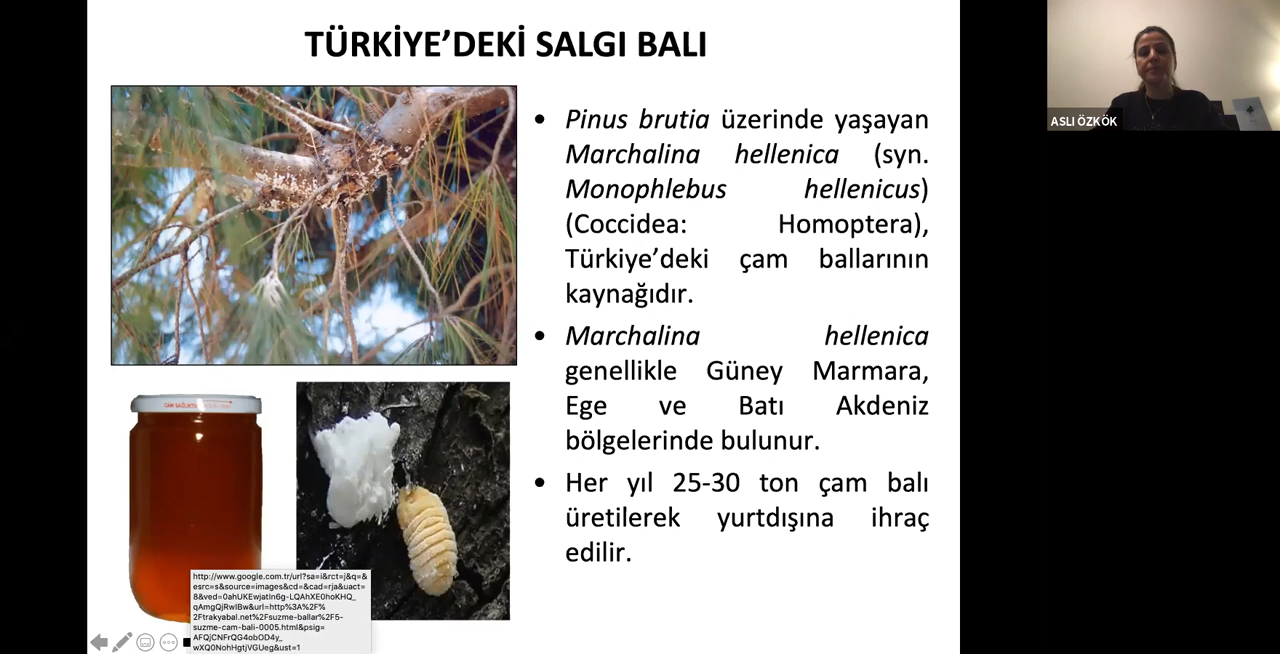 TÜRKİYE’DEKİ SALGI BALI
• Pinus brutia üzerinde yaşayan
Marchalina hellenica (syn.
Monophlebus hellenicus)
(Coccidea: Homoptera),
Türkiye’deki çam ballarının
kaynağıdır.
• Marchalina hellenica
genellikle Güney Marmara,
Ege ve Batı Akdeniz
bölgelerinde bulunur.
• Her yıl 25-30 ton çam balı
üretilerek yurtdışına ihraç
edilir.
http://www.google.com.tr/url?sa=i&rct=j&q=&
esrc=s&source=images&cd=&cad=rja&uact=
8&ved=0ahUKEwjatIn6g-LQAhXE0hoKHQ_
qAmgQjRwIBw&url=http%3A%2F%
2Ftrakyabal.net%2Fsuzme-ballar%2F5-
suzme-cam-bali-0005.html&psig=
AFQjCNFrQG4obOD4y_
wXQ0NohHgtjVGUeg&ust=1
ASLI ÖZKÖK